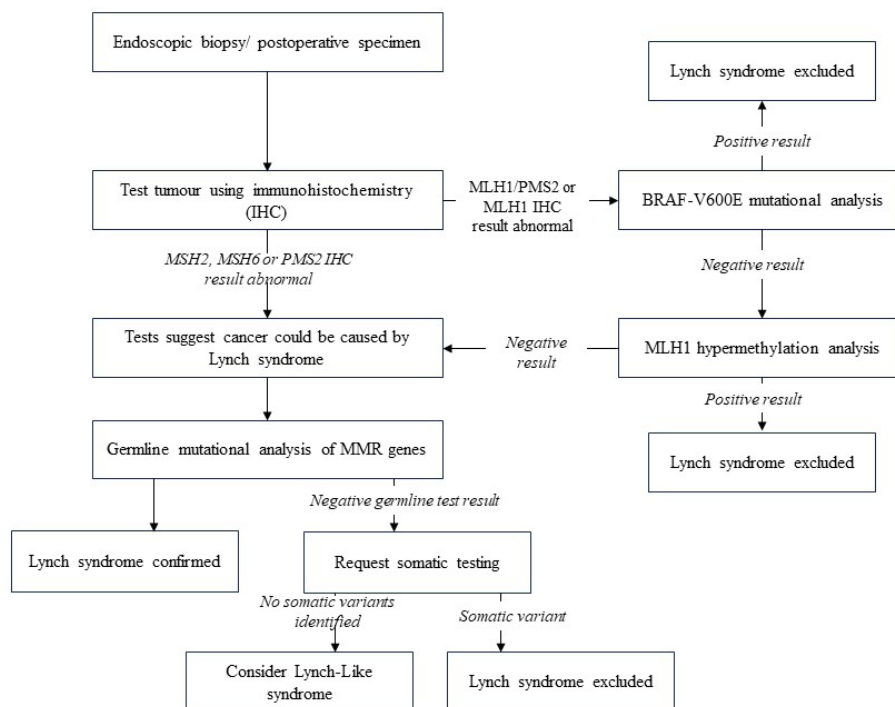 Endoscopic biopsy/ postoperative specimen
Lynch syndrome excluded
Positive result
Test tumour using immunohistochemistry
(IHC)
MLH1/PMS2 or
MLH1 IHC
result abnormal
BRAF-V600E mutational analysis
MSH2, MSH6 or PMS2 IHC
result abnormal
Negative result
Tests suggest cancer could be caused by
Lynch syndrome
Negative
result
MLH1 hypermethylation analysis
Positive result
Germline mutational analysis of MMR genes
Lynch syndrome excluded
Negative germline test result
Lynch syndrome confirmed
Request somatic testing
No somatic variants
identified
Somatic variant
Consider Lynch-Like
syndrome
Lynch syndrome excluded